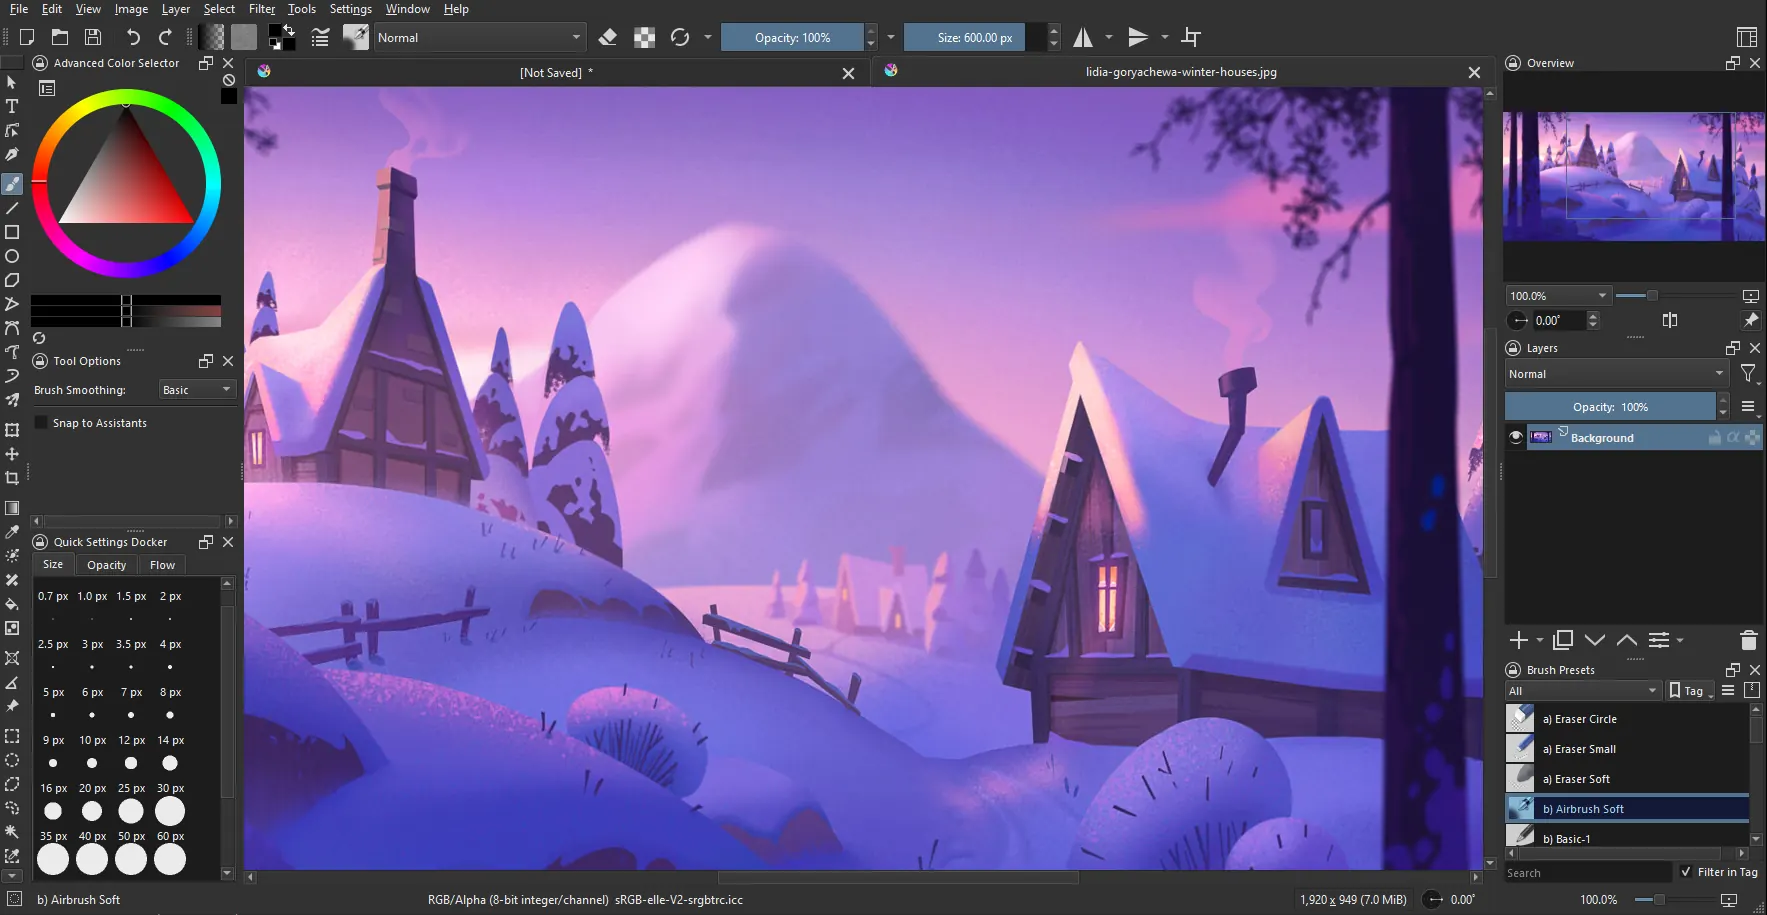 File Edit View Image Layer Select Filter Tools Settings Window Help
Normal
Opacity: 100%
Size: 600.00 px
Advanced Color Selector
[Not Saved] *
lidia-goryachewa-winter-houses.jpg
Overview
100.0%
0.00°
Tool Options
Brush Smoothing: Basic
Snap to Assistants
Layers
Normal
Opacity: 100%
Background
Quick Settings Docker
Size Opacity Flow
0.7 px 1.0 px 1.5 px 2 px
2.5 px 3 px 3.5 px 4 px
5 px 6 px 7 px 8 px
9 px 10 px 12 px 14 px
16 px 20 px 25 px 30 px
35 px 40 px 50 px 60 px
Brush Presets
All Tag
a) Eraser Circle
a) Eraser Small
a) Eraser Soft
b) Airbrush Soft
b) Basic-1
Search Filter in Tag
b) Airbrush Soft
RGB/Alpha (8-bit integer/channel) sRGB-elle-V2-srgbtrc.icc
1,920 x 949 (7.0 MiB)
0.00°
100.0%